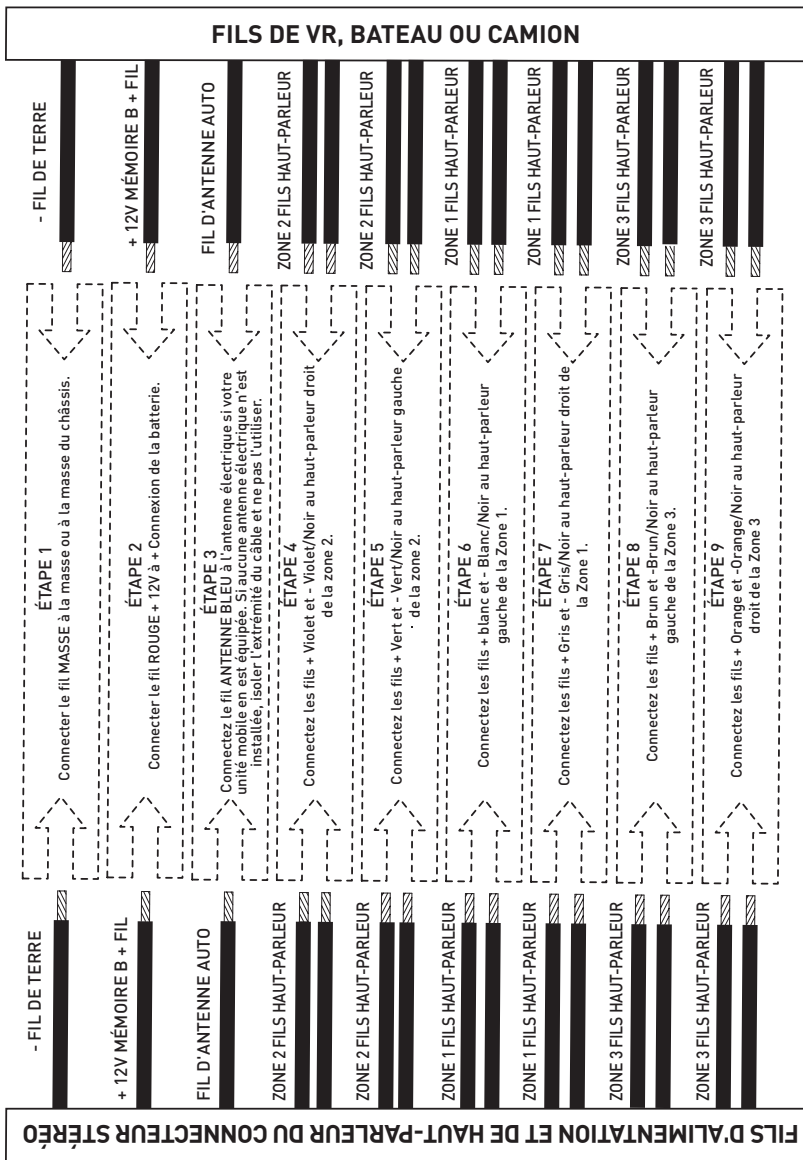 FILS DE VR, BATEAU OU CAMION
- FIL DE TERRE
+ 12V MÉMOIRE B + FIL
FIL D'ANTENNE AUTO
ZONE 2 FILS HAUT-PARLEUR
ZONE 2 FILS HAUT-PARLEUR
ZONE 1 FILS HAUT-PARLEUR
ZONE 1 FILS HAUT-PARLEUR
ZONE 3 FILS HAUT-PARLEUR
ZONE 3 FILS HAUT-PARLEUR
ÉTAPE 1
Connecter le fil MASSE à la masse ou à la masse du châssis.
ÉTAPE 2
Connecter le fil ROUGE + 12V à + Connexion de la batterie.
ÉTAPE 3
Connectez le fil ANTENNE BLEU à l'antenne électrique si votre
unité mobile en est équipée. Si aucune antenne électrique n'est
installée, isoler l'extrémité du câble et ne pas l'utiliser.
ÉTAPE 4
Connectez les fils + Violet et - Violet/Noir au haut-parleur droit
de la zone 2.
ÉTAPE 5
Connectez les fils + Vert et - Vert/Noir au haut-parleur gauche
de la zone 2.
ÉTAPE 6
Connectez les fils + blanc et - Blanc/Noir au haut-parleur
gauche de la Zone 1.
ÉTAPE 7
Connectez les fils + Gris et - Gris/Noir au haut-parleur droit de
la Zone 1.
ÉTAPE 8
Connectez les fils + Brun et -Brun/Noir au haut-parleur
gauche de la Zone 3.
ÉTAPE 9
Connectez les fils + Orange et -Orange/Noir au haut-parleur
droit de la Zone 3
- FIL DE TERRE
+ 12V MÉMOIRE B + FIL
FIL D'ANTENNE AUTO
ZONE 2 FILS HAUT-PARLEUR
ZONE 2 FILS HAUT-PARLEUR
ZONE 1 FILS HAUT-PARLEUR
ZONE 1 FILS HAUT-PARLEUR
ZONE 3 FILS HAUT-PARLEUR
ZONE 3 FILS HAUT-PARLEUR
FILS D'ALIMENTATION ET DE HAUT-PARLEUR DU CONNECTEUR STÉRÉO